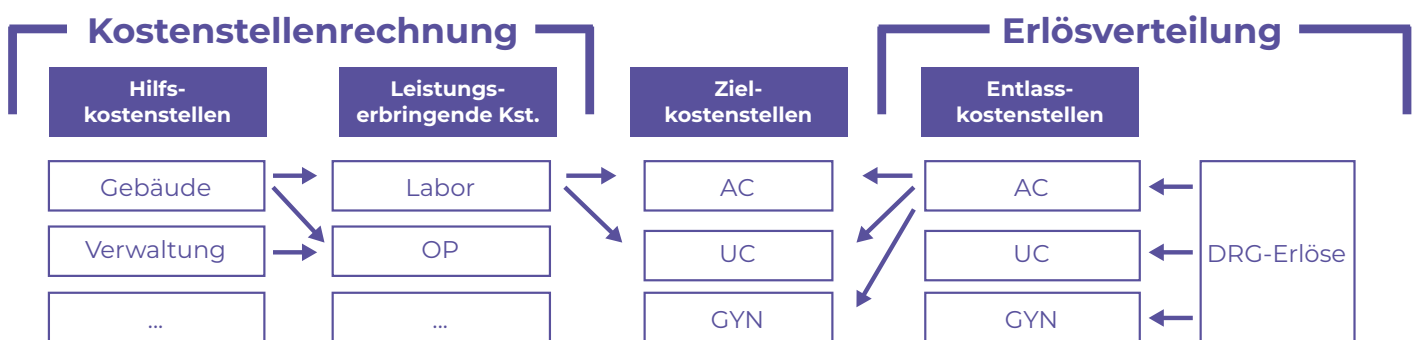 Kostenstellenrechnung
Erlösverteilung
Hilfs-
kostenstellen
Leistungs-
erbringende Kst.
Ziel-
kostenstellen
Entlass-
kostenstellen
Gebäude
Labor
AC
AC
Verwaltung
OP
UC
UC
DRG-Erlöse
...
...
GYN
GYN